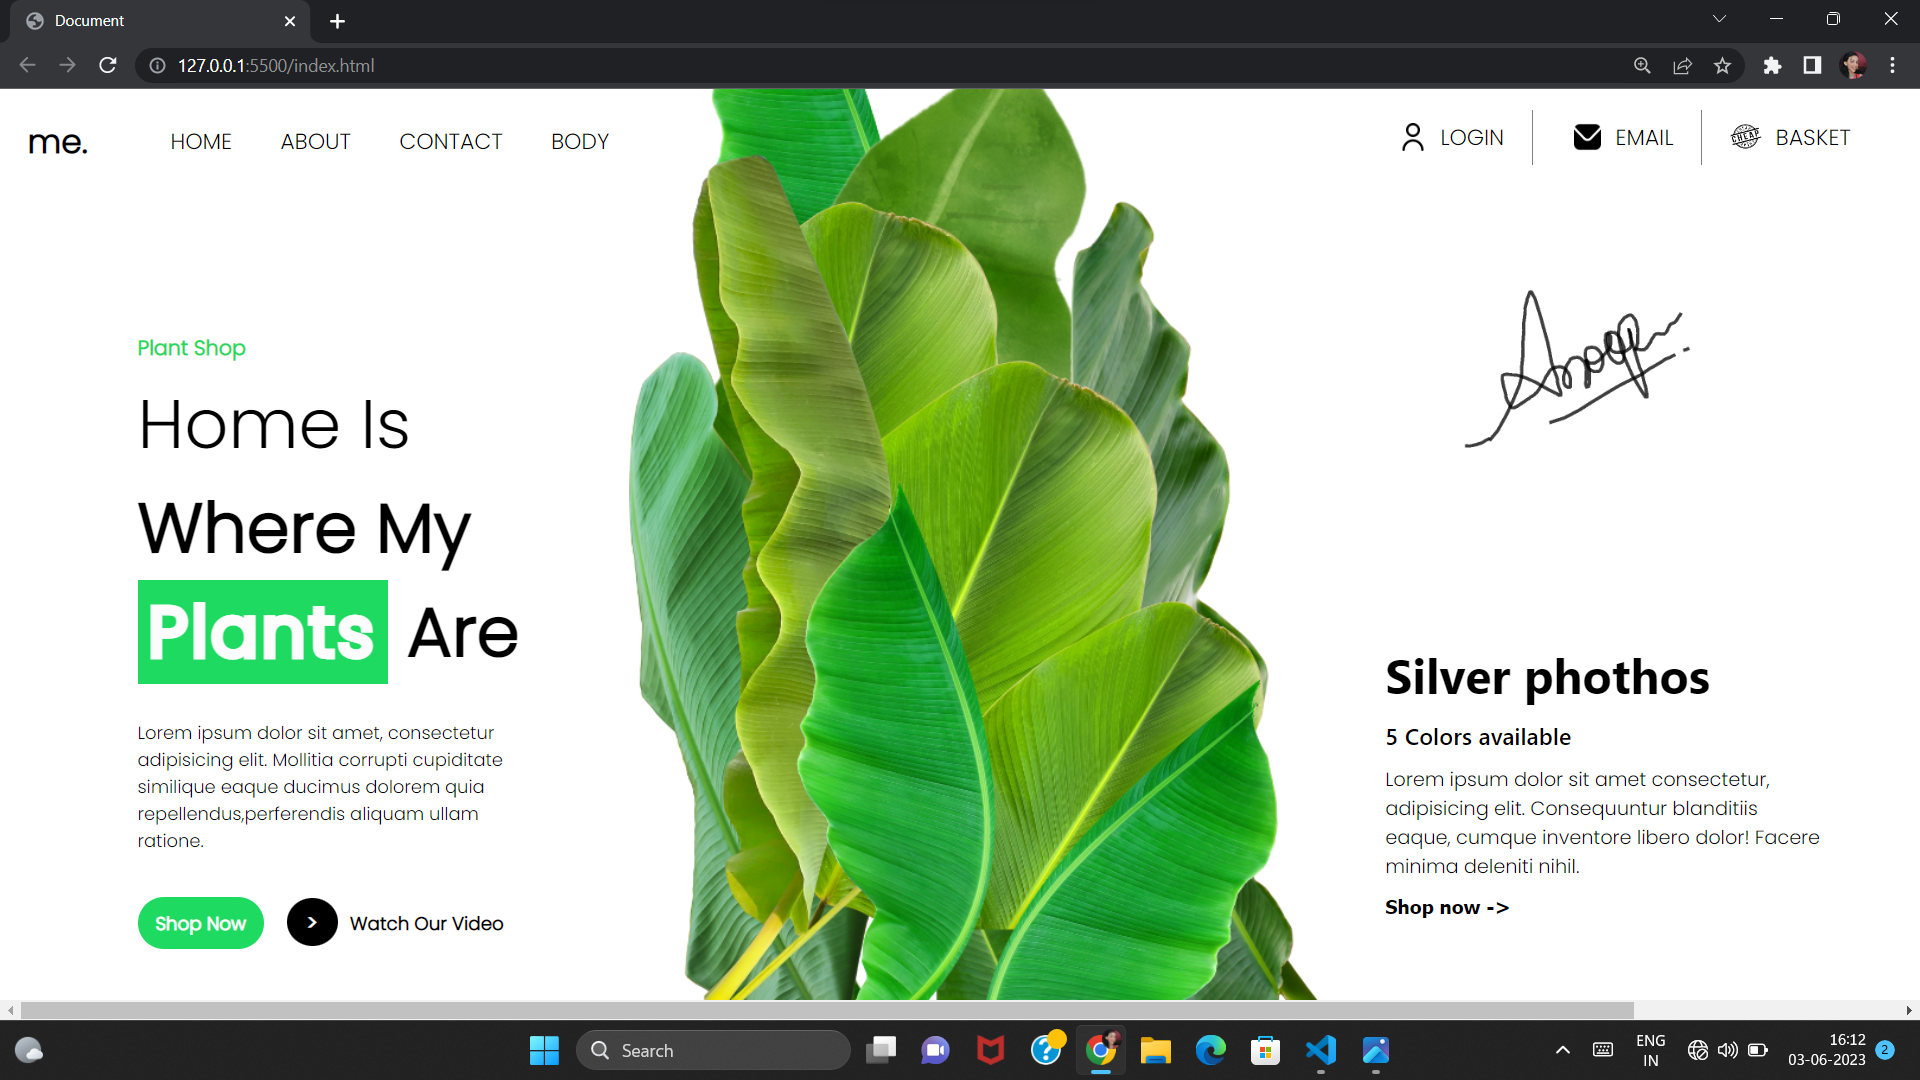 Document
127.0.0.1:5500/index.html
me.
HOME
ABOUT
CONTACT
BODY
LOGIN
EMAIL
CHEAP
BASKET
Plant Shop
Home Is
Where My
Plants Are
Lorem ipsum dolor sit amet, consectetur
adipisicing elit. Mollitia corrupti cupiditate
similique eaque ducimus dolorem quia
repellendus,perferendis aliquam ullam
ratione.
Shop Now
>
Watch Our Video
Silver phothos
5 Colors available
Lorem ipsum dolor sit amet consectetur,
adipisicing elit. Consequuntur blanditiis
eaque, cumque inventore libero dolor! Facere
minima deleniti nihil.
Shop now ->
Search
ENG
IN
16:12
03-06-2023
2